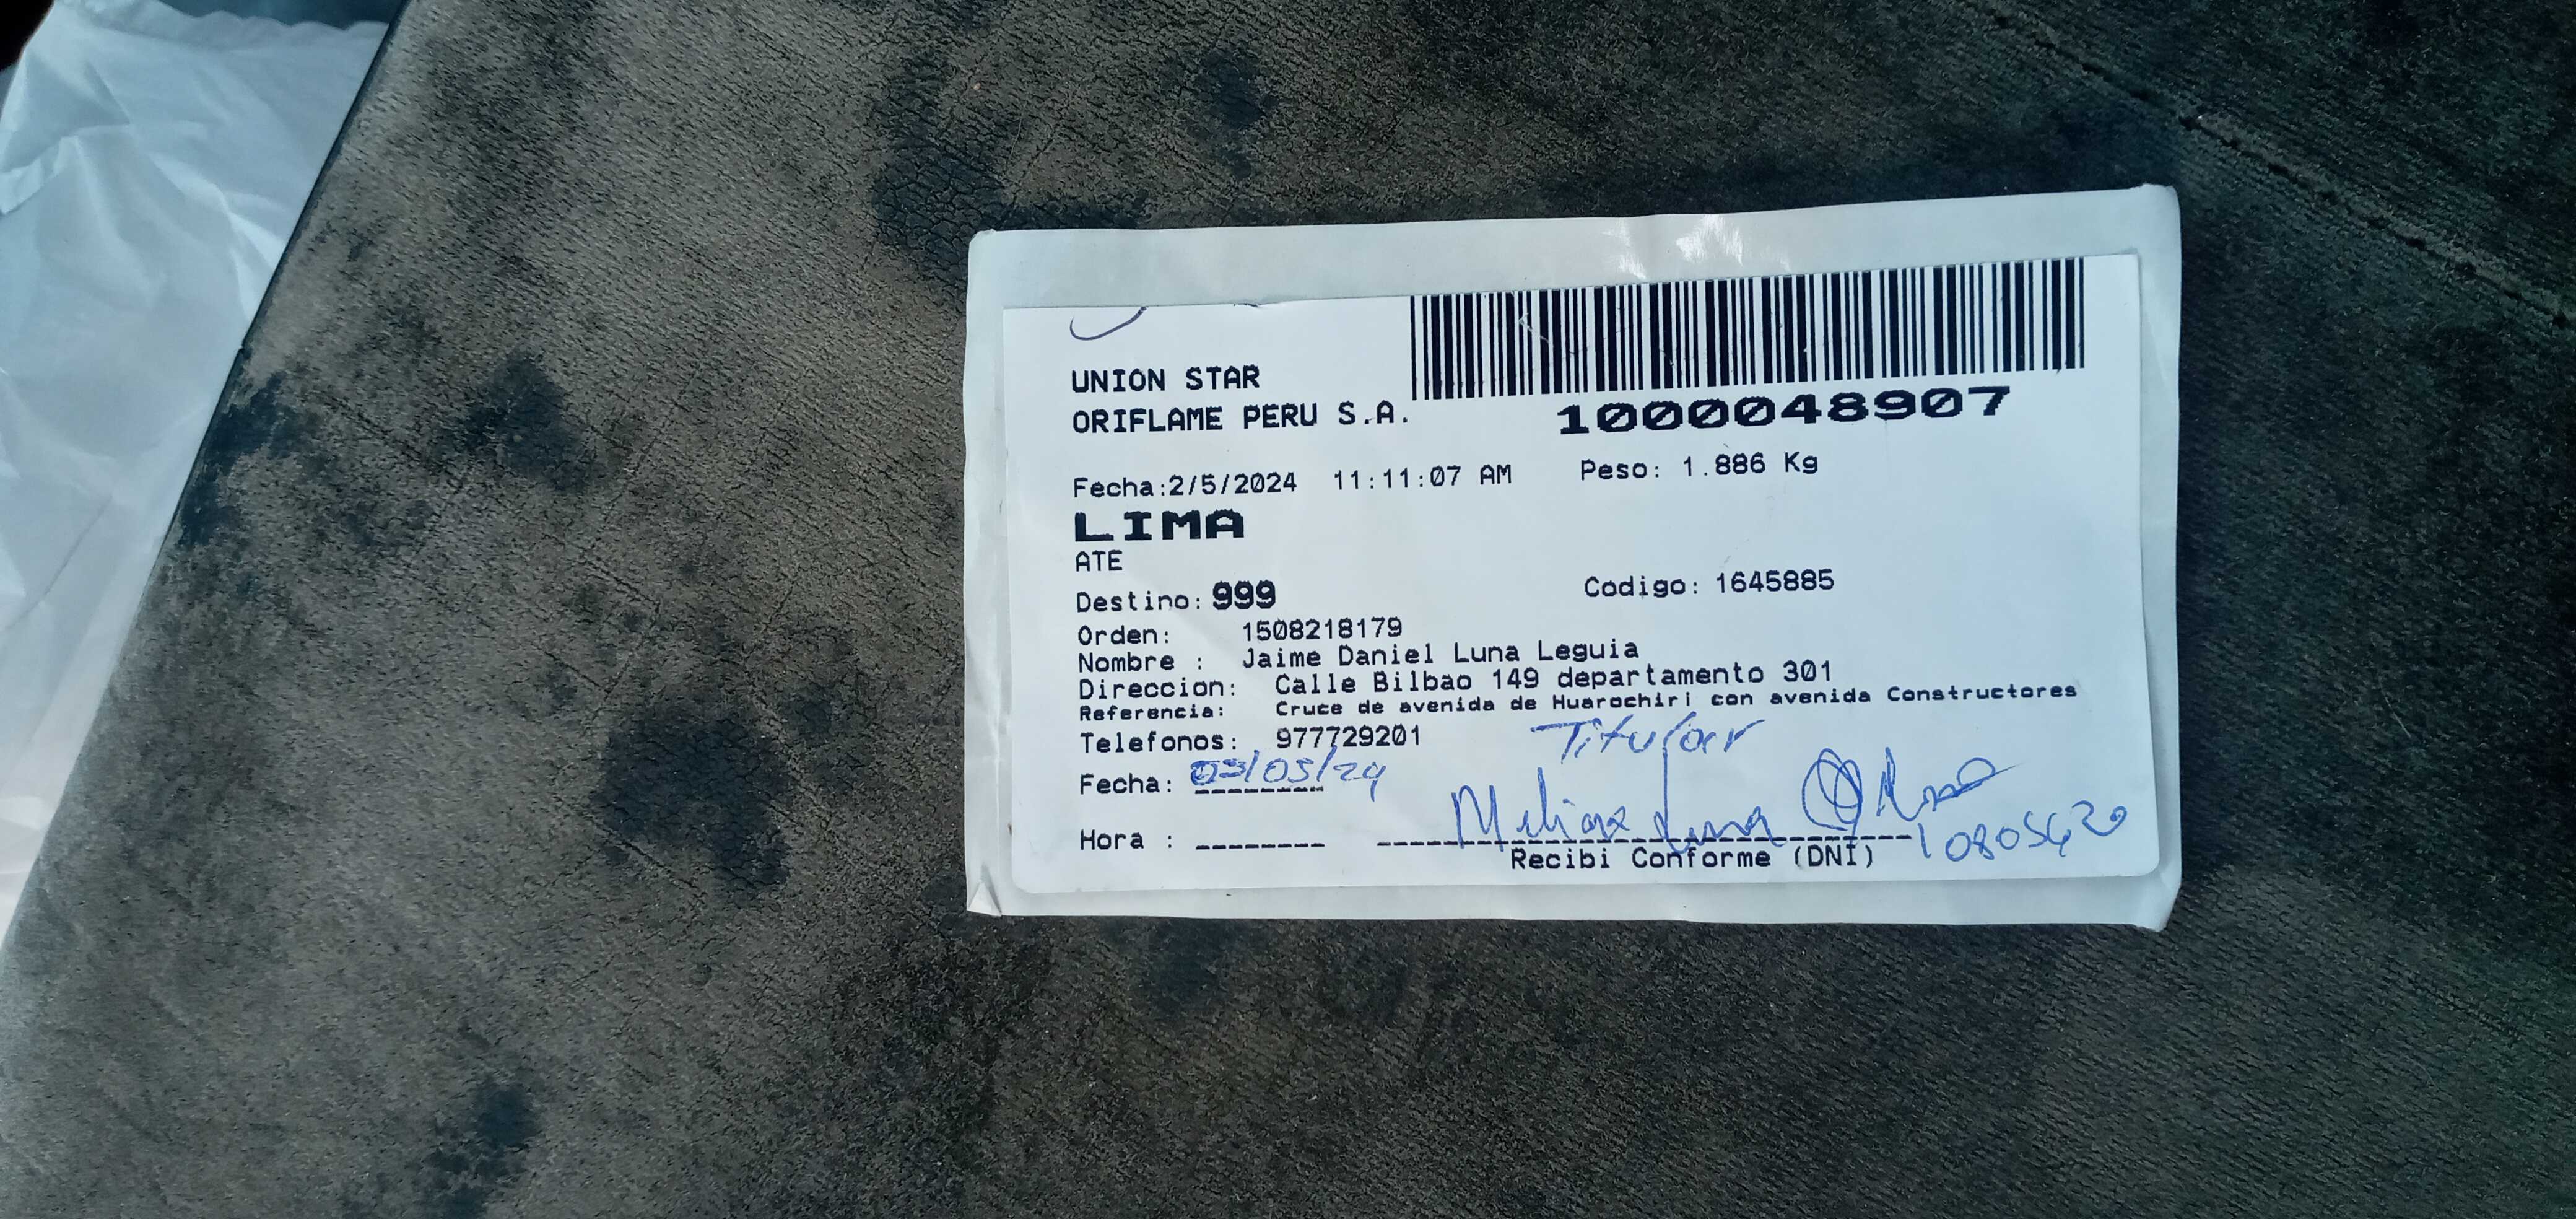 UNION STAR
ORIFLAME PERU S.A.
1000048907
Fecha:2/5/2024 11:11:07 AM Peso: 1.886 Kg
LIMA
ATE
Destino: 999 Codigo: 1645885
Orden: 1508218179
Nombre : Jaime Daniel Luna Leguia
Direccion: Calle Bilbao 149 departamento 301
Referencia: Cruce de avenida de Huarochiri con avenida Constructores
Telefonos: 977729201 Titular
Fecha: 03/05/24
Luna
Hora : 10805420
Recibi Conforme (DNI)